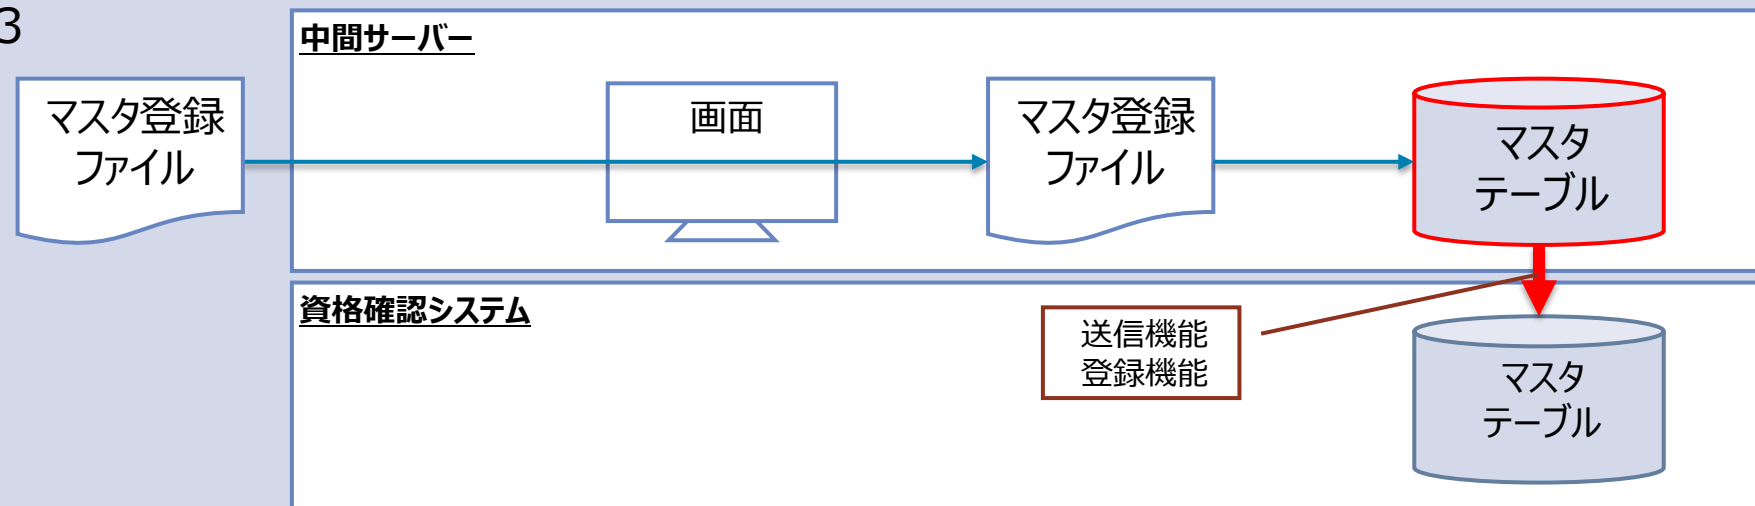 3
中間サーバー
マスタ登録
ファイル
画面
マスタ登録
ファイル
マスタ
テーブル
資格確認システム
送信機能
登録機能
マスタ
テーブル